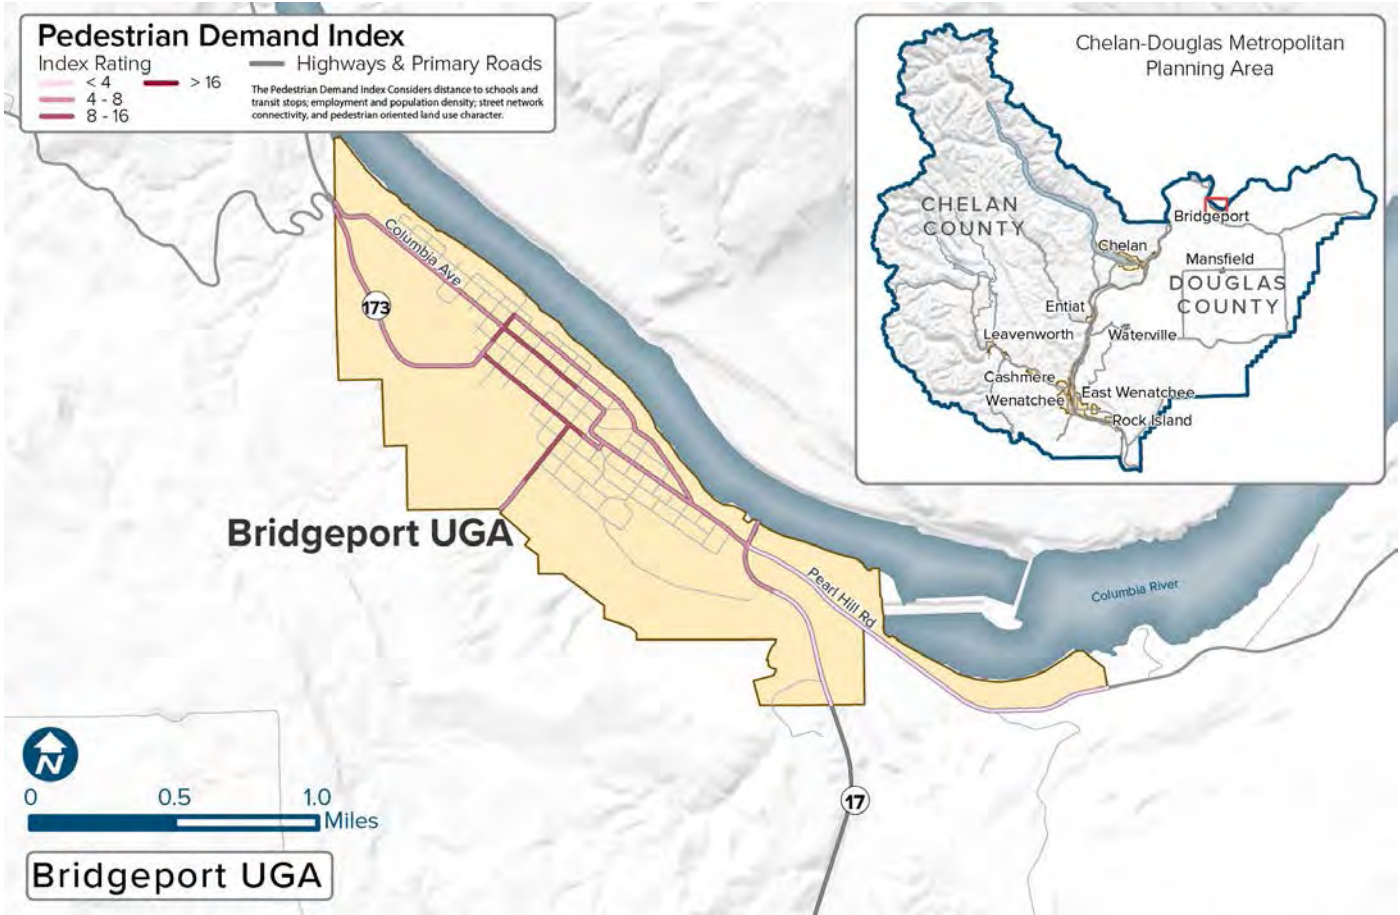 Pedestrian Demand Index
Index Rating
Highways & Primary Roads
< 4
> 16
4 - 8
8 - 16
The Pedestrian Demand Index Considers distance to schools and
transit stops; employment and population density; street network
connectivity, and pedestrian oriented land use character.
Chelan-Douglas Metropolitan
Planning Area
CHELAN
COUNTY
Bridgeport
Chelan
Mansfield
DOUGLAS
COUNTY
Entiat
Leavenworth
Waterville
Cashmere
East Wenatchee
Wenatchee
Rock Island
Columbia Ave
173
Bridgeport UGA
Pearl Hill Rd
Columbia River
17
N
0 0.5 1.0
Miles
Bridgeport UGA